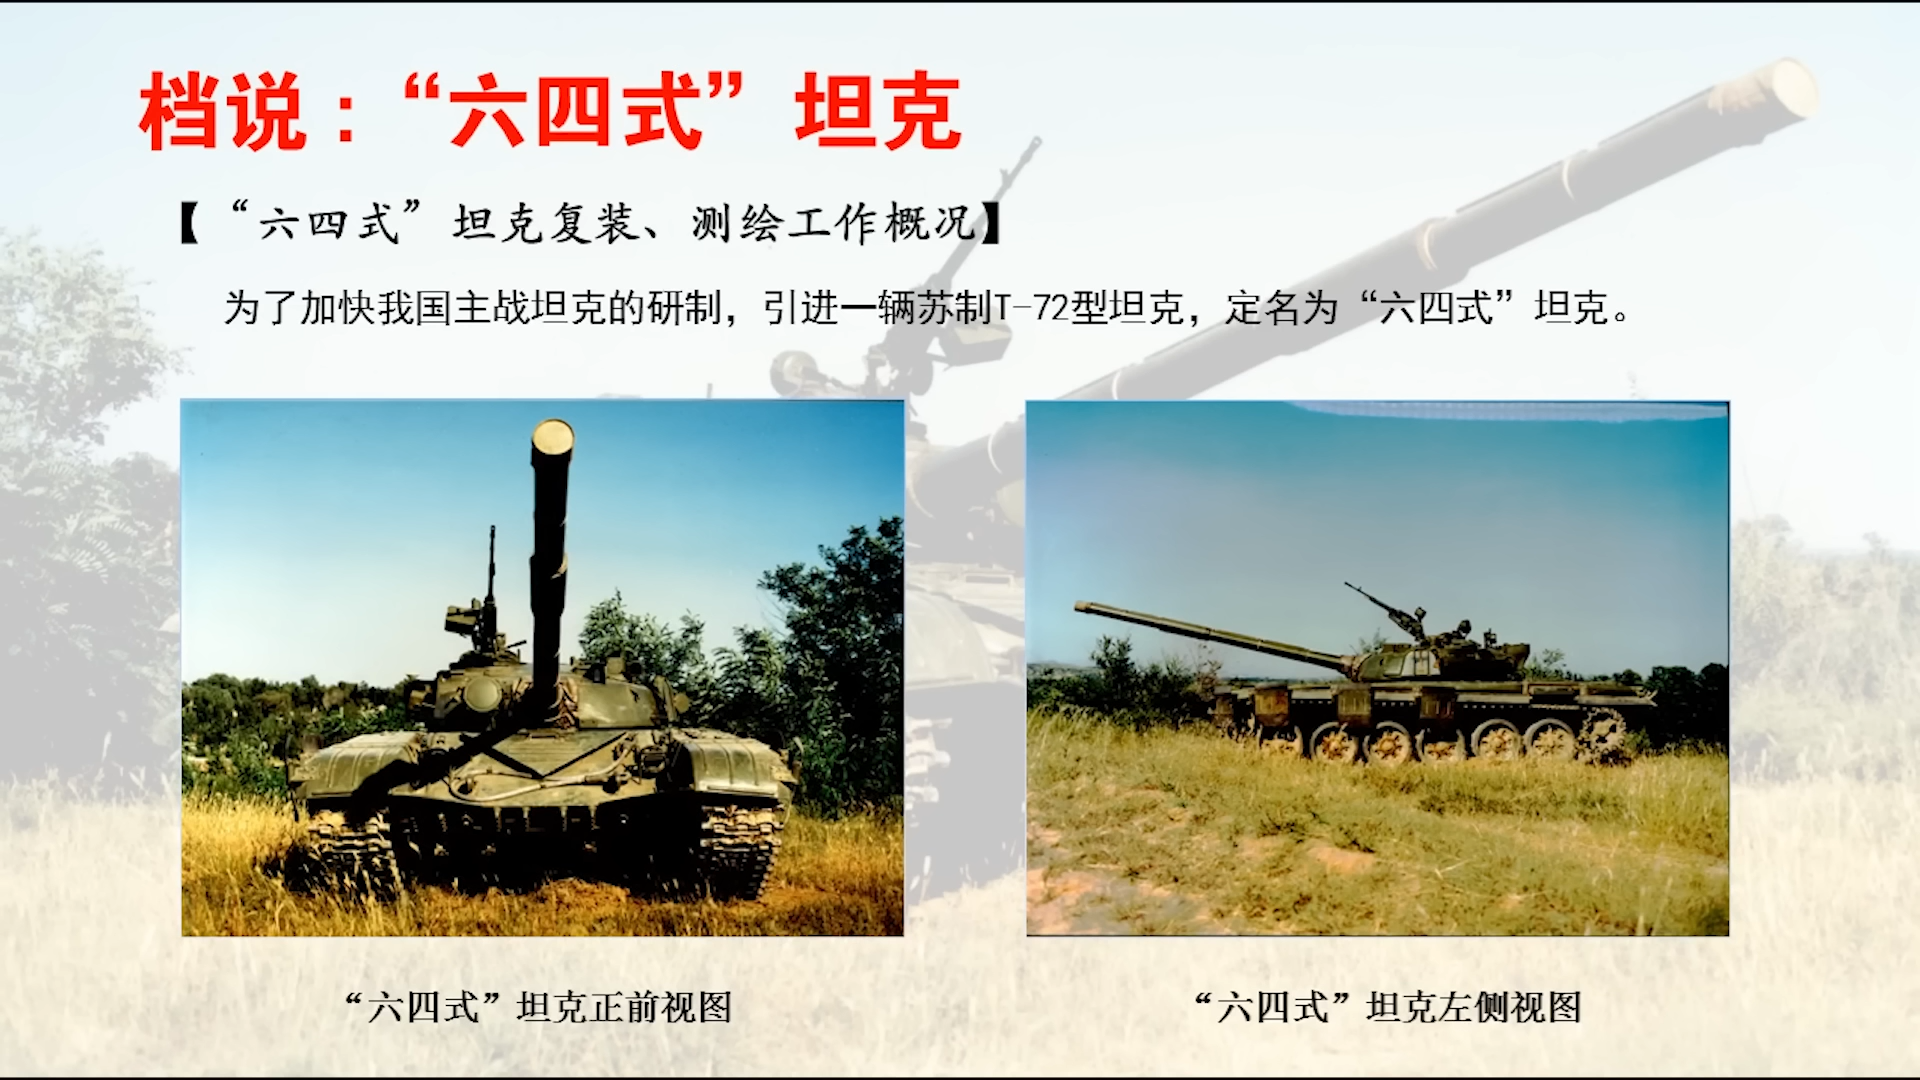 档说：“六四式”坦克
【“六四式”坦克复装、测绘工作概况】
为了加快我国主战坦克的研制，引进一辆苏制T-72型坦克，定名为“六四式”坦克。
“六四式”坦克正前视图
“六四式”坦克左侧视图